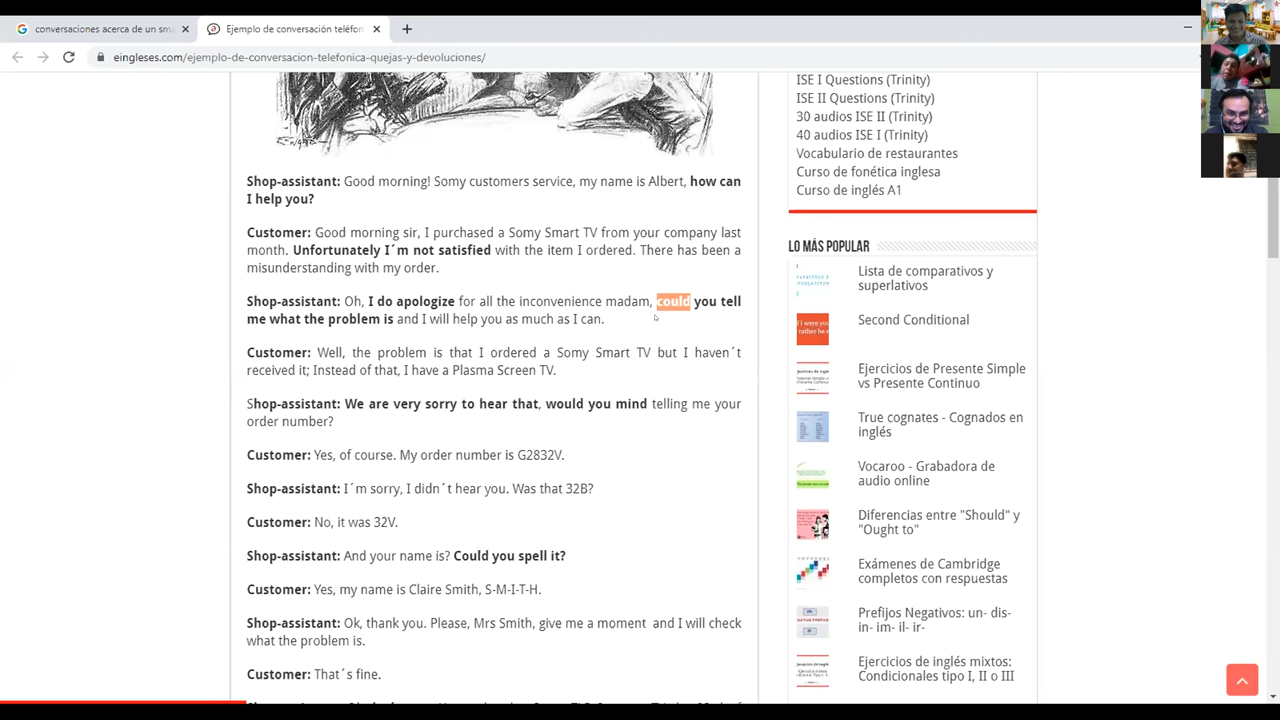 conversaciones acerca de un sma
Ejemplo de conversación teléfon
eingleses.com/ejemplo-de-conversacion-telefonica-quejas-y-devoluciones/
Shop-assistant: Good morning! Somy customers service, my name is Albert, how can
I help you?
Customer: Good morning sir, I purchased a Somy Smart TV from your company last
month. Unfortunately I´m not satisfied with the item I ordered. There has been a
misunderstanding with my order.
Shop-assistant: Oh, I do apologize for all the inconvenience madam, could you tell
me what the problem is and I will help you as much as I can.
Customer: Well, the problem is that I ordered a Somy Smart TV but I haven´t
received it; Instead of that, I have a Plasma Screen TV.
Shop-assistant: We are very sorry to hear that, would you mind telling me your
order number?
Customer: Yes, of course. My order number is G2832V.
Shop-assistant: I´m sorry, I didn´t hear you. Was that 32B?
Customer: No, it was 32V.
Shop-assistant: And your name is? Could you spell it?
Customer: Yes, my name is Claire Smith, S-M-I-T-H.
Shop-assistant: Ok, thank you. Please, Mrs Smith, give me a moment and I will check
what the problem is.
Customer: That´s fine.
ISE I Questions (Trinity)
ISE II Questions (Trinity)
30 audios ISE II (Trinity)
40 audios ISE I (Trinity)
Vocabulario de restaurantes
Curso de fonética inglesa
Curso de inglés A1
LO MÁS POPULAR
Lista de comparativos y
superlativos
Second Conditional
Ejercicios de Presente Simple
vs Presente Continuo
True cognates - Cognados en
inglés
Vocaroo - Grabadora de
audio online
Diferencias entre "Should" y
"Ought to"
Exámenes de Cambridge
completos con respuestas
Prefijos Negativos: un- dis-
in- im- il- ir-
Ejercicios de inglés mixtos:
Condicionales tipo I, II o III